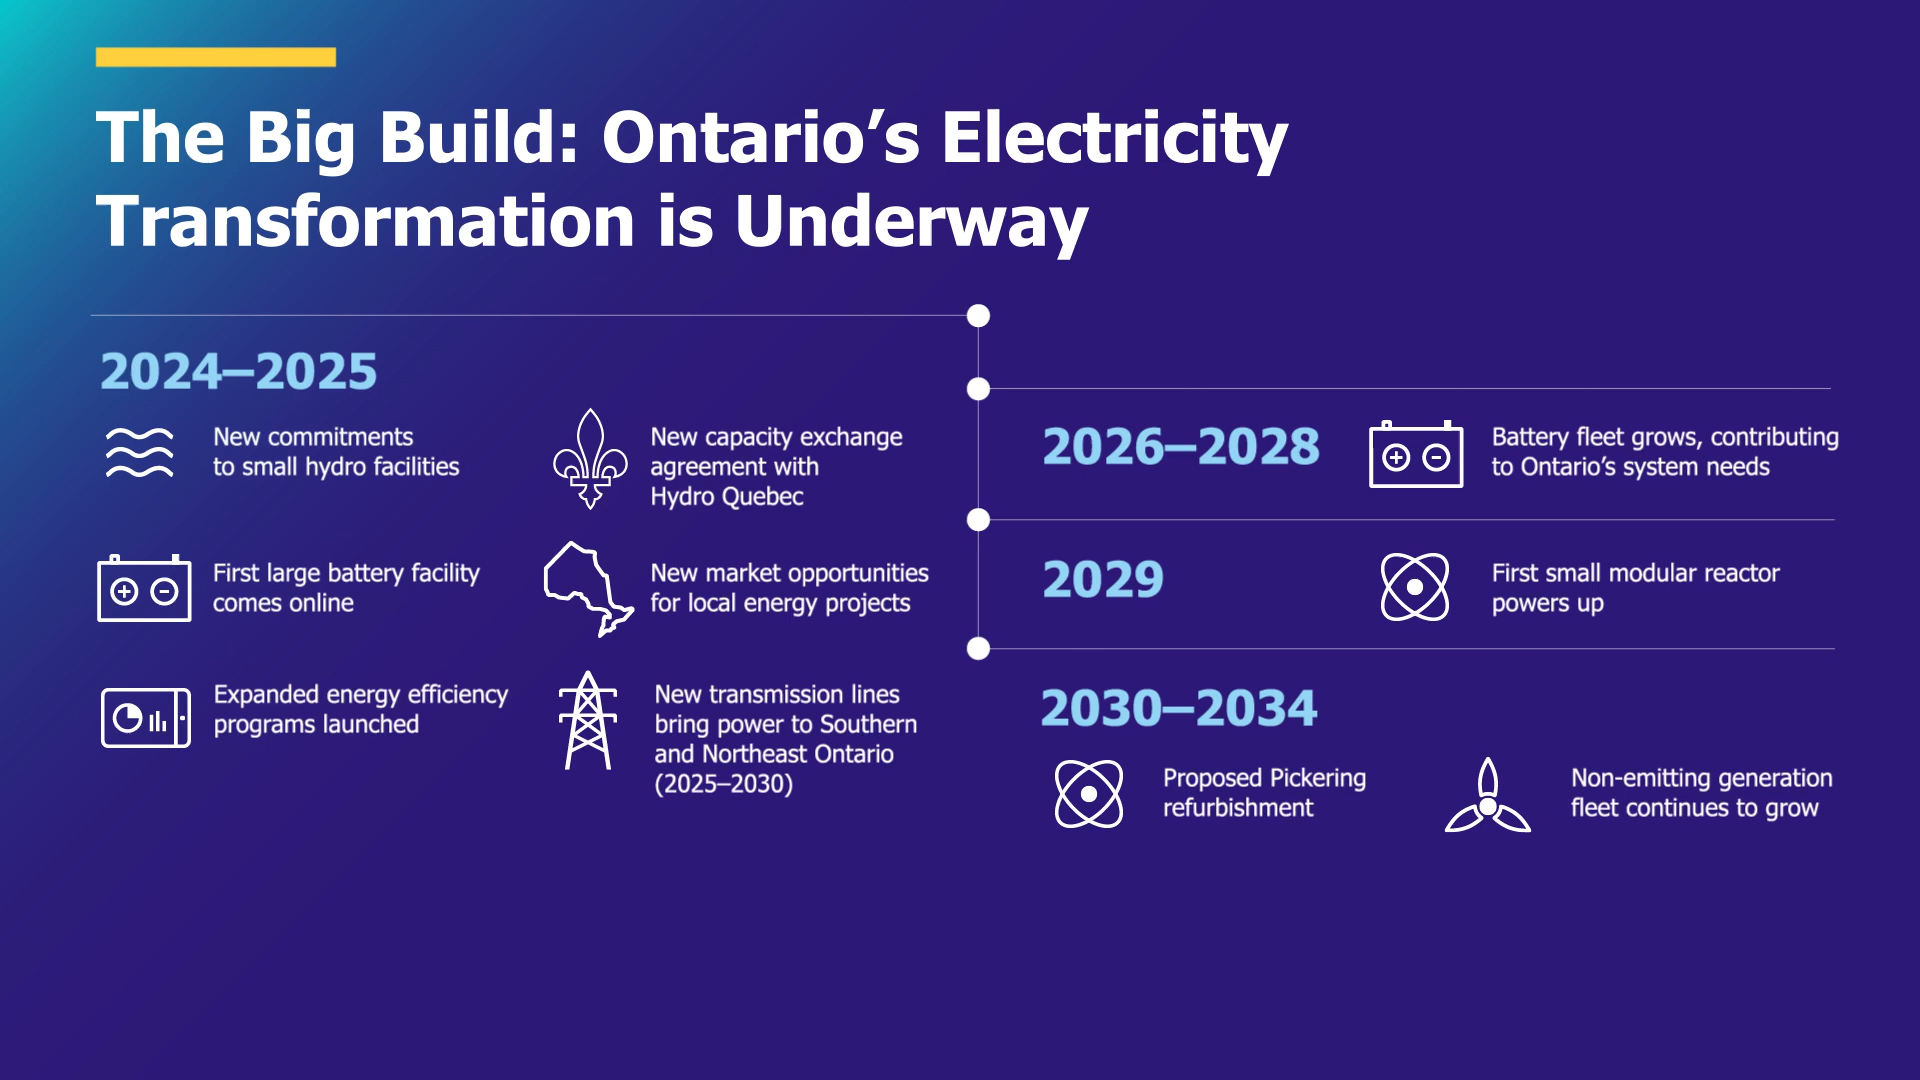 The Big Build: Ontario’s Electricity
Transformation is Underway
2024–2025
New commitments
to small hydro facilities
First large battery facility
comes online
Expanded energy efficiency
programs launched
New capacity exchange
agreement with
Hydro Quebec
New market opportunities
for local energy projects
New transmission lines
bring power to Southern
and Northeast Ontario
(2025–2030)
2026–2028
Battery fleet grows, contributing
to Ontario’s system needs
2029
First small modular reactor
powers up
2030–2034
Proposed Pickering
refurbishment
Non-emitting generation
fleet continues to grow